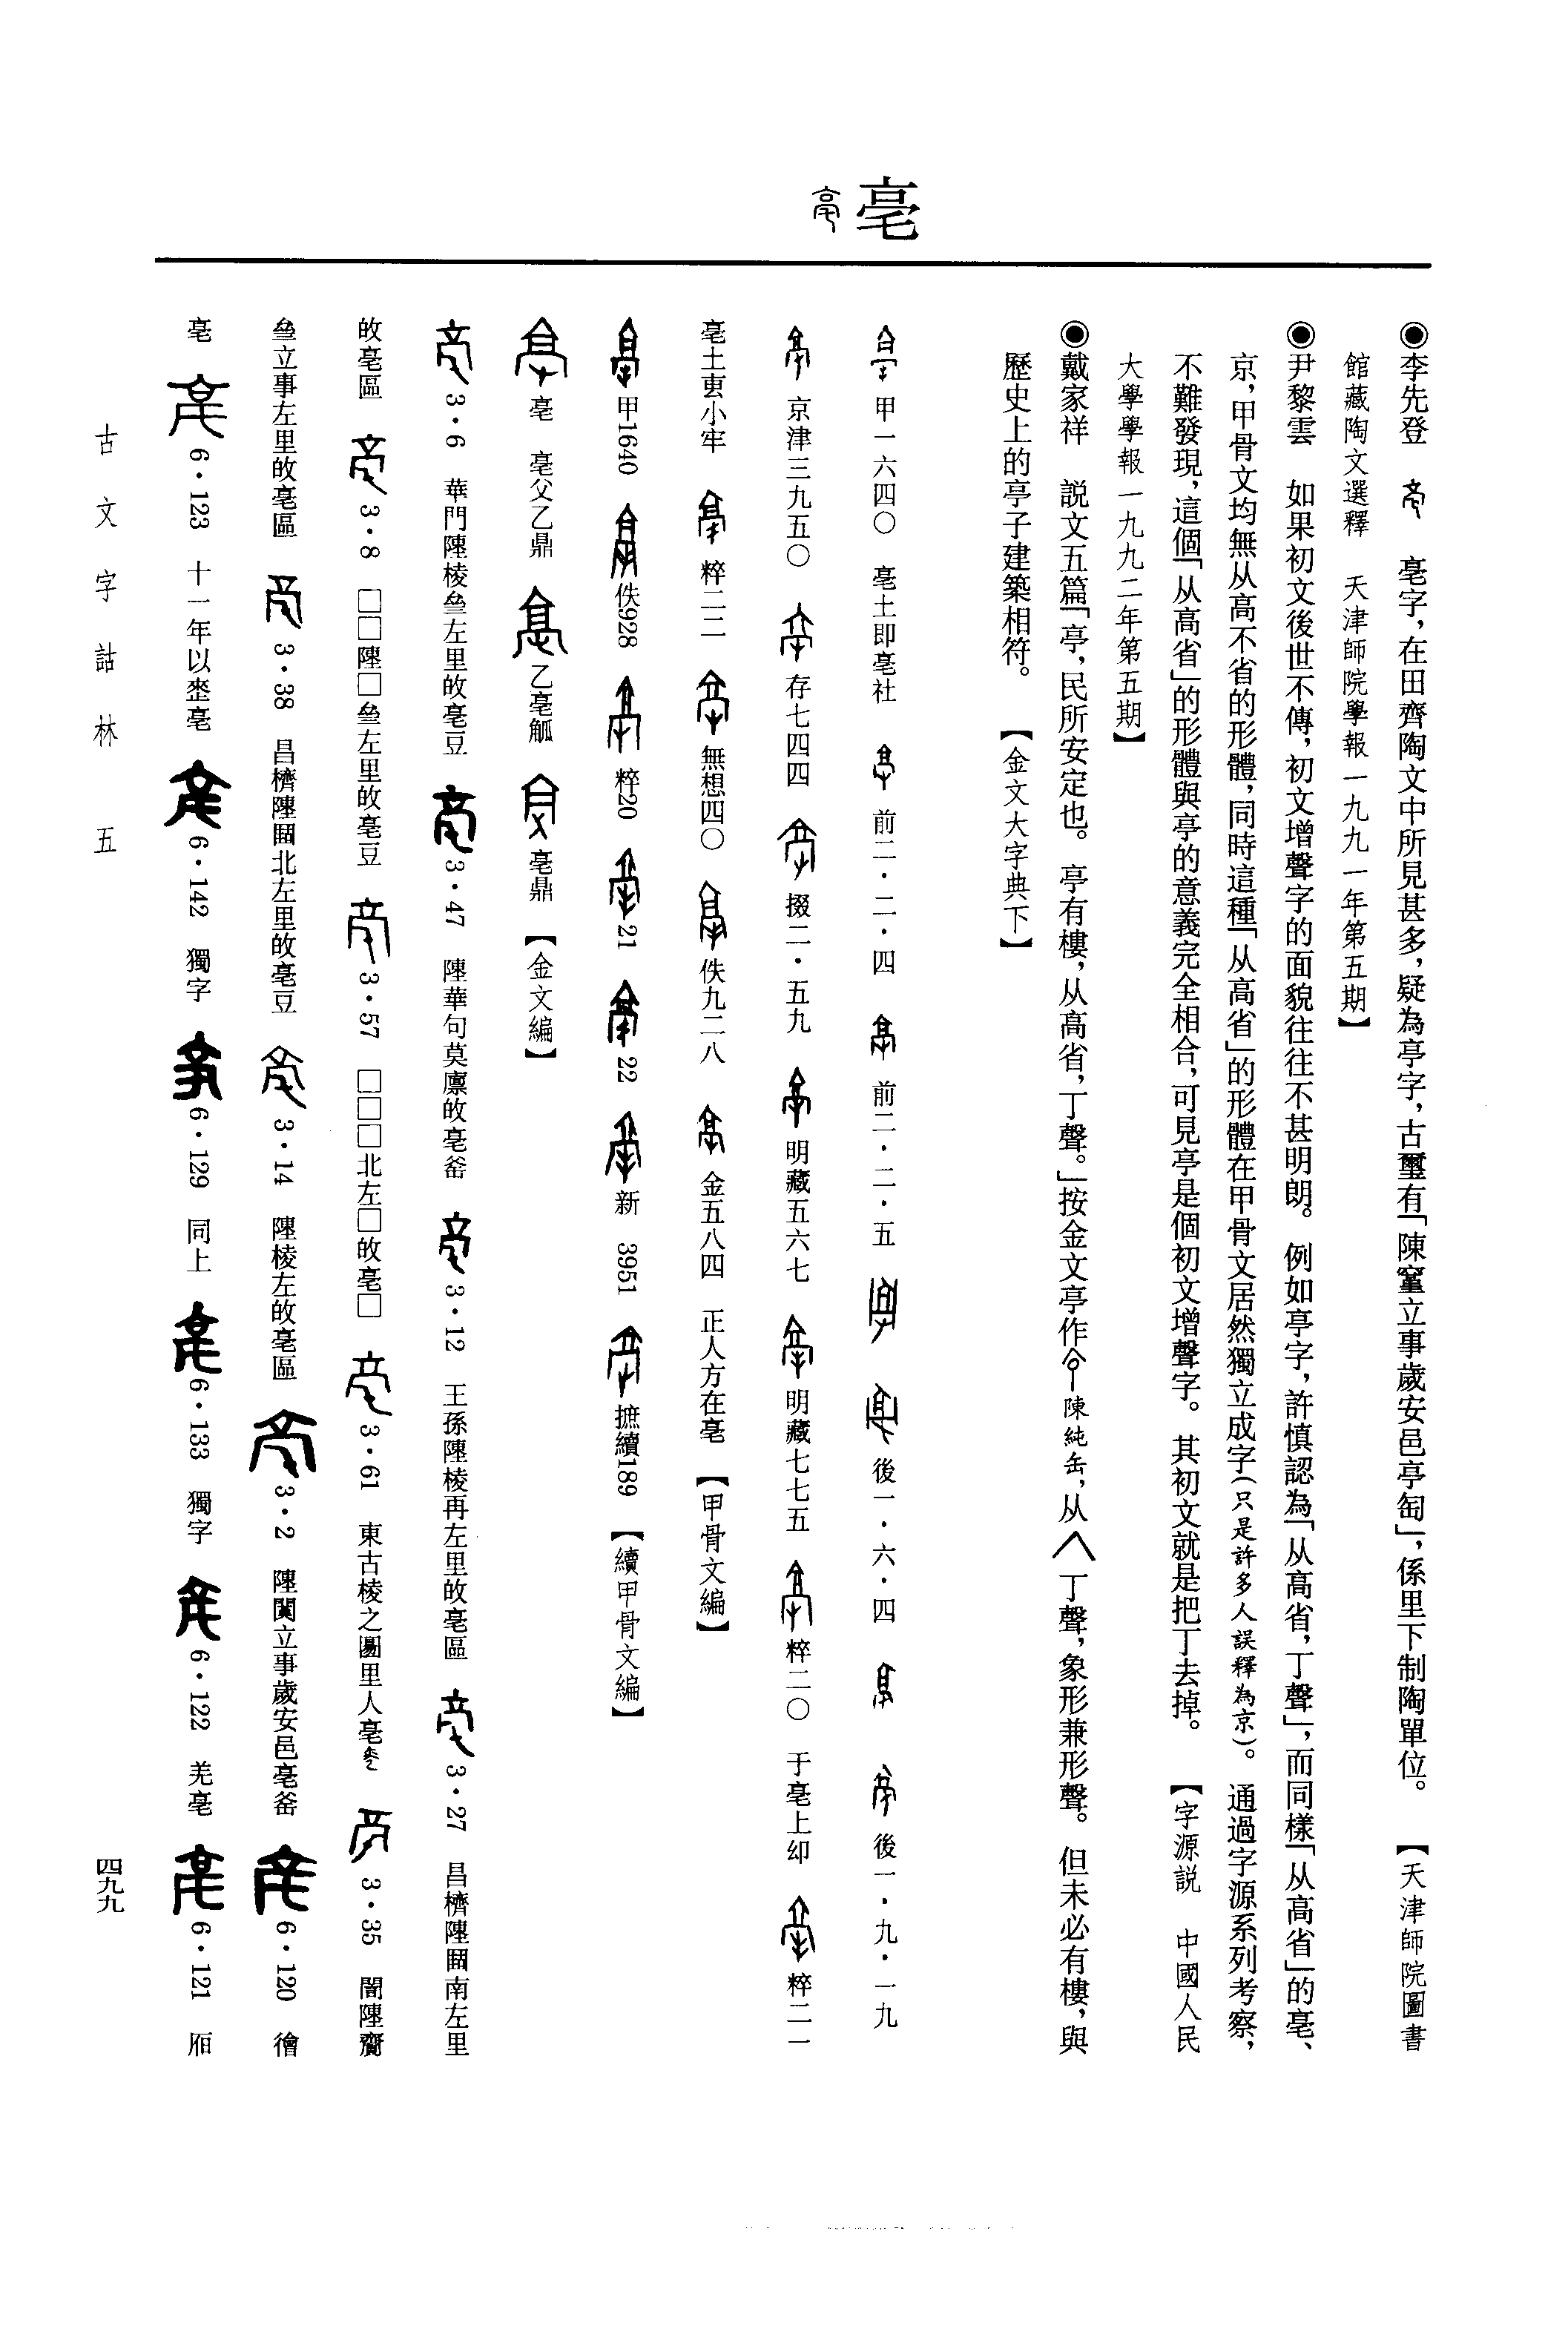 亳
●李先登 亳字，在田齊陶文中所見甚多，疑為亭字，古璽有「陳窒立事歲安邑亭缶」，係里下制陶單位。 【天津師院圖書
館藏陶文選釋 天津師院學報一九九一年第五期】
●尹黎雲 如果初文後世不傳，初文增聲字的面貌往往不甚明朗。例如亭字，許慎認為「从高省，丁聲」，而同樣「从高省」的亳、
京，甲骨文均無从高不省的形體，同時這種「从高省」的形體在甲骨文居然獨立成字（只是許多人誤釋為京）。通過字源系列考察，
不難發現，這個「从高省」的形體與亭的意義完全相合，可見亭是個初文增聲字。其初文就是把丁去掉。 【字源説 中國人民
大學學報一九九二年第五期】
●戴家祥 説文五篇「亭，民所安定也。亭有樓，从高省，丁聲。」按金文亭作 陳純缶，从 丁聲，象形兼形聲。但未必有樓，與
歷史上的亭子建築相符。 【金文大字典下】
甲一六四〇 亳土即亳社 前二・二・四 前二・二・五 後一・六・四 後一・九・一九
京津三九五〇 存七四四 掇二・五九 明藏五六七 明藏七七五 粹二〇 于亳土 粹二一
亳土叀小牢 粹二二 無想四〇 佚九二八 金五八四 正人方在亳 【甲骨文編】
甲1640 佚928 粹20 21 22 新3951 摭續189 【續甲骨文編】
亳 亳父乙鼎 乙亳觚 亳鼎 【金文編】
3・6 華門陳棱叁左里敀亳豆 3・47 陳華句莫廩敀亳釜 3・12 王孫陳棱再左里敀亳區 3・27 昌櫅陳南左里
敀亳區 3・8 □□陳□叁左里敀亳豆 3・57 □□□北左□敀亳□ 3・61 東古棱之里人亳 3・35 闇陳
叁立事左里敀亳區 3・38 昌櫅陳北左里敀亳豆 3・14 陳棱左敀亳區 3・2 陳立事歲安邑亳釜 6・120 徻
亳 6・123 十一年以亳 6・142 獨字 6・129 同上 6・133 獨字 6・122 羌亳 6・121
古文字詁林 五
四九九